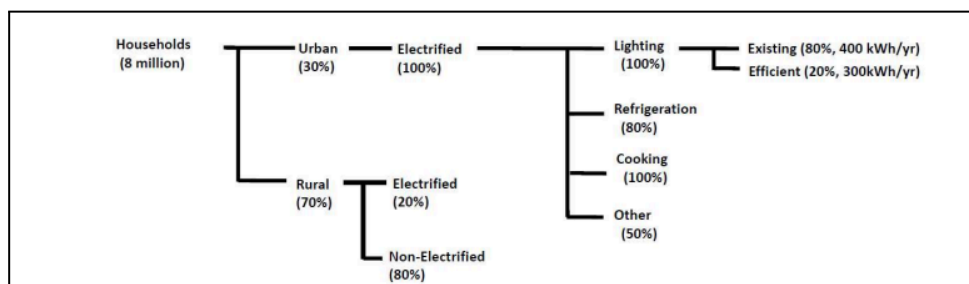 Households
(8 million)
Urban
(30%)
Electrified
(100%)
Lighting
(100%)
Existing (80%, 400 kWh/yr)
Efficient (20%, 300kWh/yr)
Refrigeration
(80%)
Cooking
(100%)
Other
(50%)
Rural
(70%)
Electrified
(20%)
Non-Electrified
(80%)